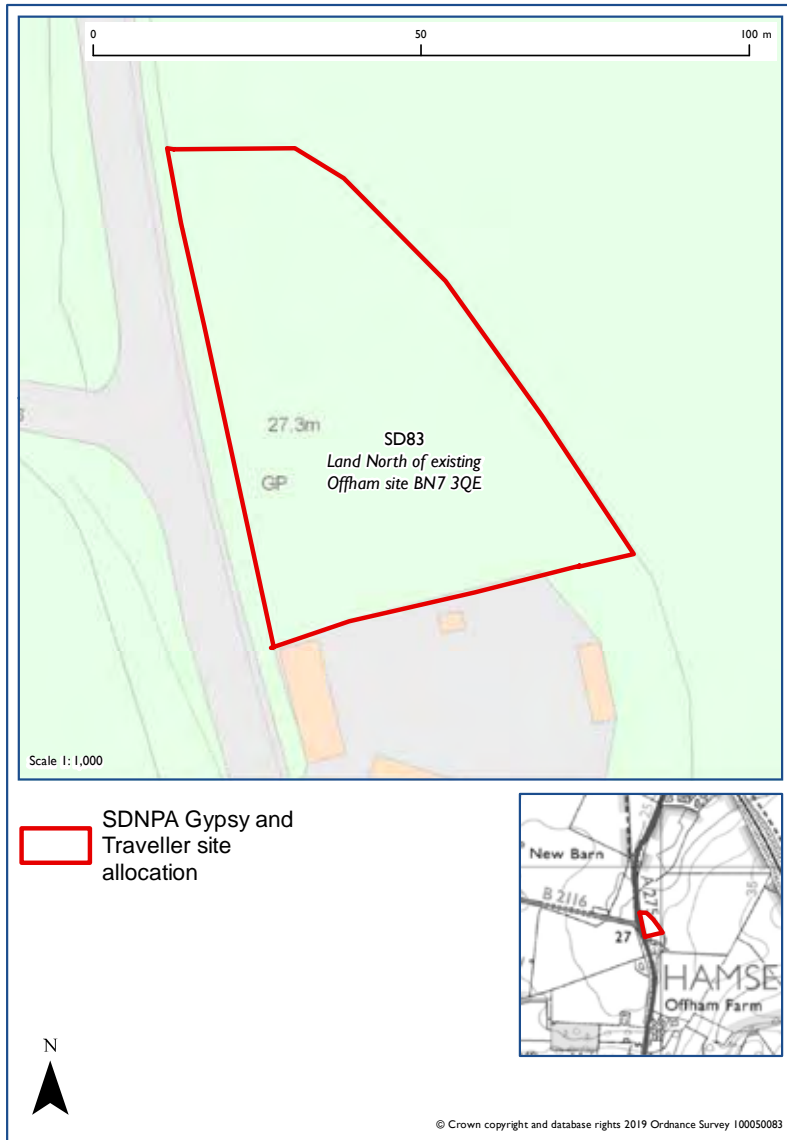 0 50 100 m
27.3m
SD83
Land North of existing
Offham site BN7 3QE
GP
Scale 1: 1,000
SDNPA Gypsy and
Traveller site
allocation
New Barn
A275
B 2116
27
HAMSE
Offham Farm
N
© Crown copyright and database rights 2019 Ordnance Survey 100050083